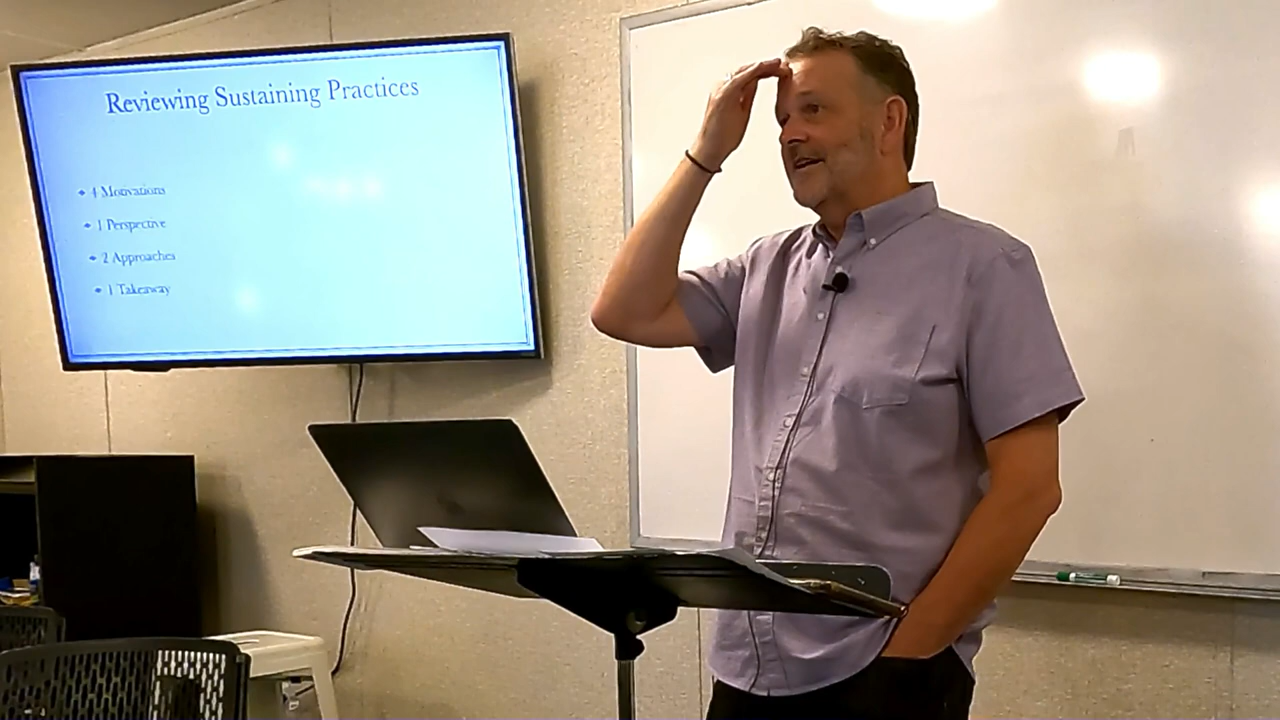 Reviewing Sustaining Practices
4 Motivations
1 Perspective
2 Approaches
1 Takeaway